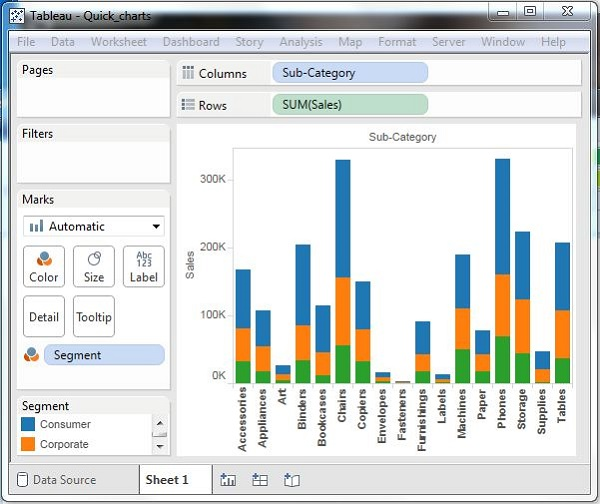 Tableau - Quick_charts
File Data Worksheet Dashboard Story Analysis Map Format Server Window Help
Pages
Columns Sub-Category
Rows SUM(Sales)
Filters
Marks
Automatic
Color Size Abc 123 Label
Detail Tooltip
Segment
Segment
Consumer
Corporate
Sub-Category
Sales
300K
200K
100K
0K
Accessories
Appliances
Art
Binders
Bookcases
Chairs
Copiers
Envelopes
Fasteners
Furnishings
Labels
Machines
Paper
Phones
Storage
Supplies
Tables
Data Source Sheet 1